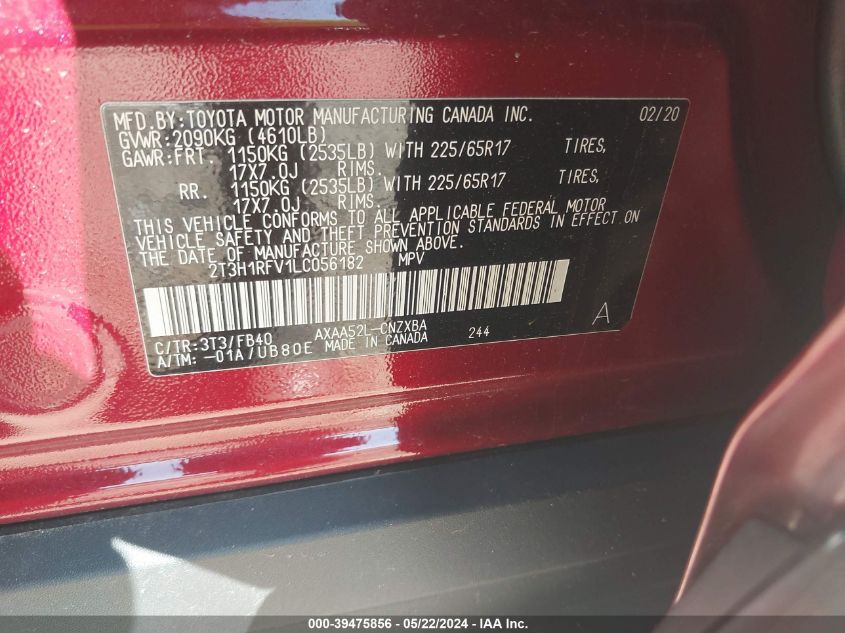 MFD.BY:TOYOTA MOTOR MANUFACTURING CANADA INC. 02/20
GVWR:2090KG (4610LB)
GAWR:FRT. 1150KG (2535LB) WITH 225/65R17 TIRES,
17X7.0J RIMS.
RR. 1150KG (2535LB) WITH 225/65R17 TIRES,
17X7.0J RIMS.
THIS VEHICLE CONFORMS TO ALL APPLICABLE FEDERAL MOTOR
VEHICLE SAFETY AND THEFT PREVENTION STANDARDS IN EFFECT ON
THE DATE OF MANUFACTURE SHOWN ABOVE.
2T3H1RFV1LC056182 MPV
C/TR:3T3/FB40 AXAA52L-CNZXBA 244 A
A/TM:-01A/UB80E MADE IN CANADA
000-39475856 - 05/22/2024 - IAA Inc.